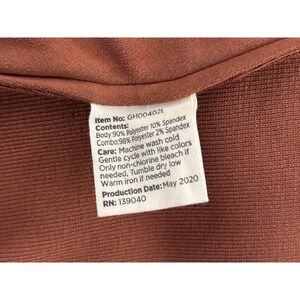 Item No: GH00402L
Contents:
Body:90% Polyester 10% Spandex
Combo:98% Polyester 2% Spandex
Care: Machine wash cold
Gentle cycle with like colors
Only non-chlorine bleach if
needed, Tumble dry low
Warm iron if needed
Production Date:May 2020
RN: 139040